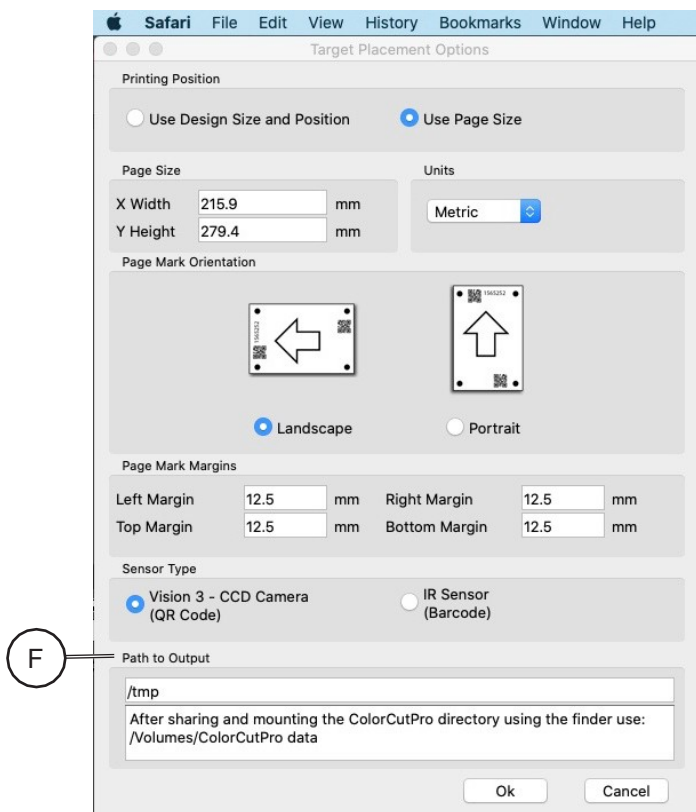 Safari File Edit View History Bookmarks Window Help
Target Placement Options
Printing Position
Use Design Size and Position Use Page Size
Page Size Units
X Width 215.9 mm Metric
Y Height 279.4 mm
Page Mark Orientation
1565252 1565252
Landscape Portrait
Page Mark Margins
Left Margin 12.5 mm Right Margin 12.5 mm
Top Margin 12.5 mm Bottom Margin 12.5 mm
Sensor Type
Vision 3 - CCD Camera IR Sensor
(QR Code) (Barcode)
F Path to Output
/tmp
After sharing and mounting the ColorCutPro directory using the finder use:
/Volumes/ColorCutPro data
Ok Cancel